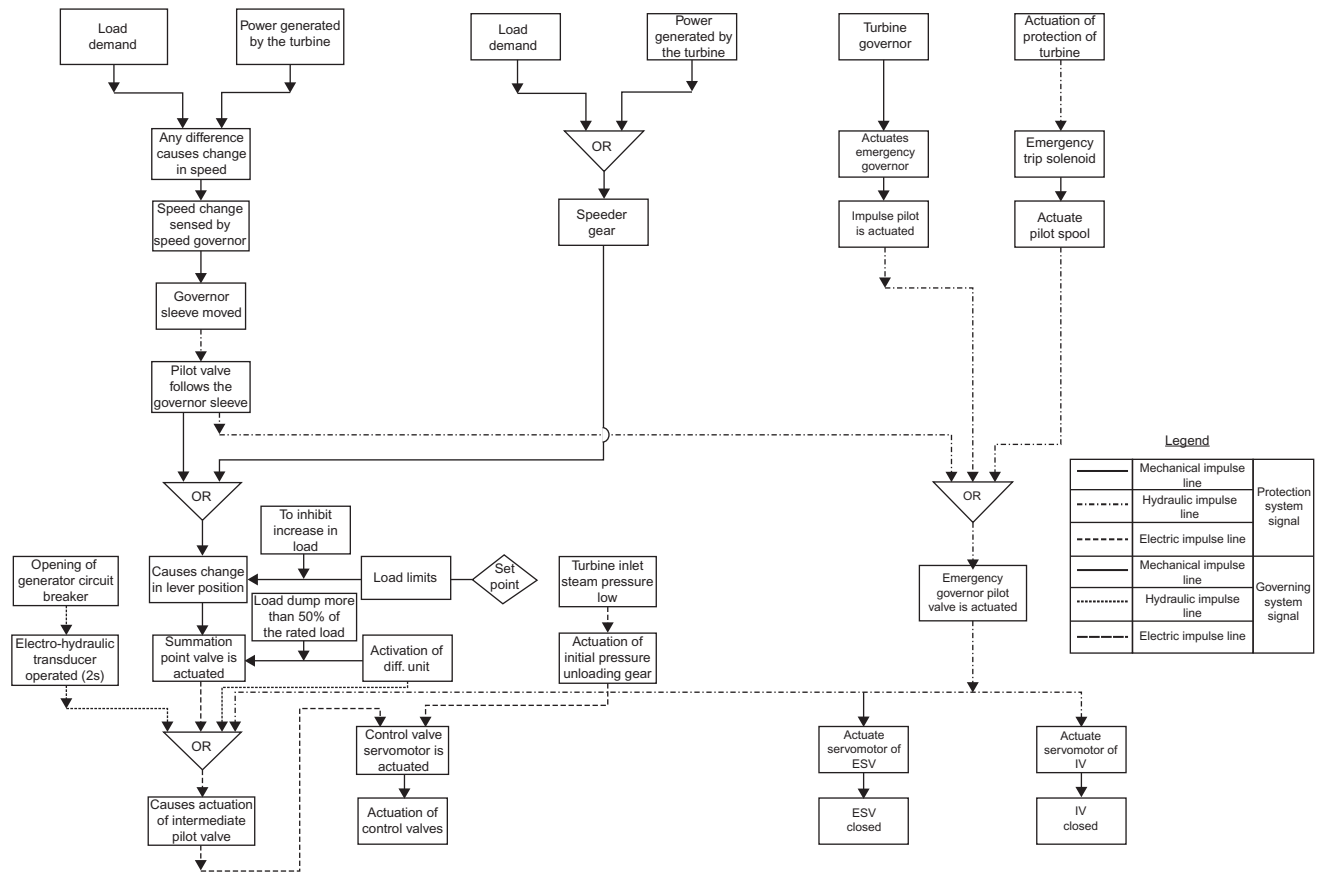 Load
demand
Power generated
by the turbine
Load
demand
Power
generated by
the turbine
Turbine
governor
Actuation of
protection of
turbine
Any difference
causes change
in speed
OR
Actuates
emergency
governor
Emergency
trip solenoid
Speed change
sensed by
speed governor
Speeder
gear
Impulse pilot
is actuated
Actuate
pilot spool
Governor
sleeve moved
Pilot valve
follows the
governor sleeve
OR
OR
Legend
Mechanical impulse
line
Hydraulic impulse
line
Electric impulse line
Protection
system
signal
Mechanical impulse
line
Hydraulic impulse
line
Electric impulse line
Governing
system
signal
To inhibit
increase in
load
Opening of
generator circuit
breaker
Causes change
in lever position
Load limits
Set
point
Turbine inlet
steam pressure
low
Emergency
governor pilot
valve is actuated
Load dump more
than 50% of
the rated load
Electro-hydraulic
transducer
operated (2s)
Summation
point valve is
actuated
Activation of
diff. unit
Actuation of
initial pressure
unloading gear
OR
Control valve
servomotor is
actuated
Actuate
servomotor of
ESV
Actuate
servomotor of
IV
Causes actuation
of intermediate
pilot valve
Actuation of
control valves
ESV
closed
IV
closed